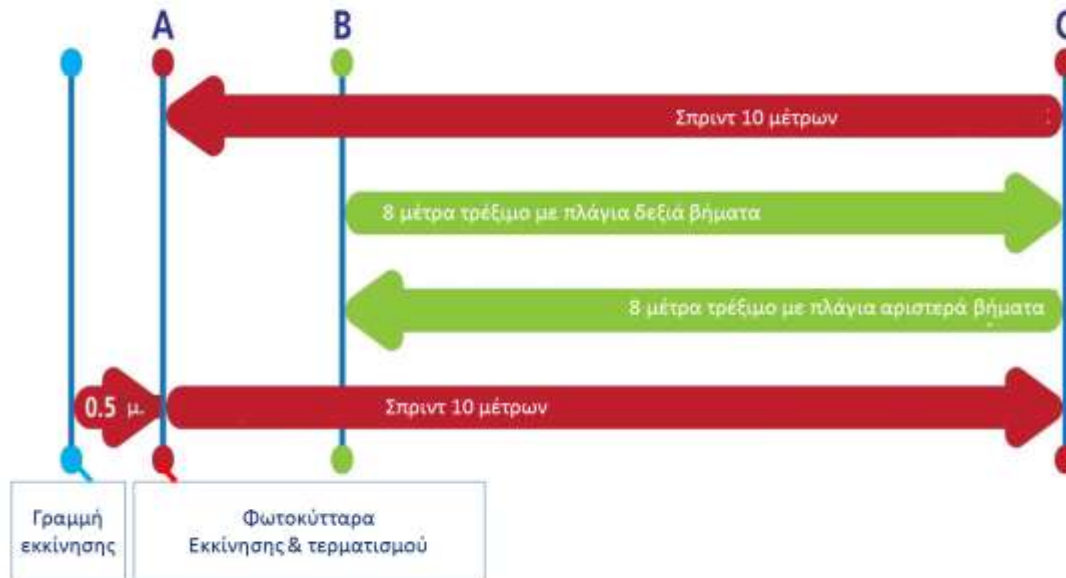 A B C
Σπριντ 10 μέτρων
8 μέτρα τρέξιμο με πλάγια δεξιά βήματα
8 μέτρα τρέξιμο με πλάγια αριστερά βήματα
0.5 μ. Σπριντ 10 μέτρων
Γραμμή
εκκίνησης
Φωτοκύτταρα
Εκκίνησης & τερματισμού